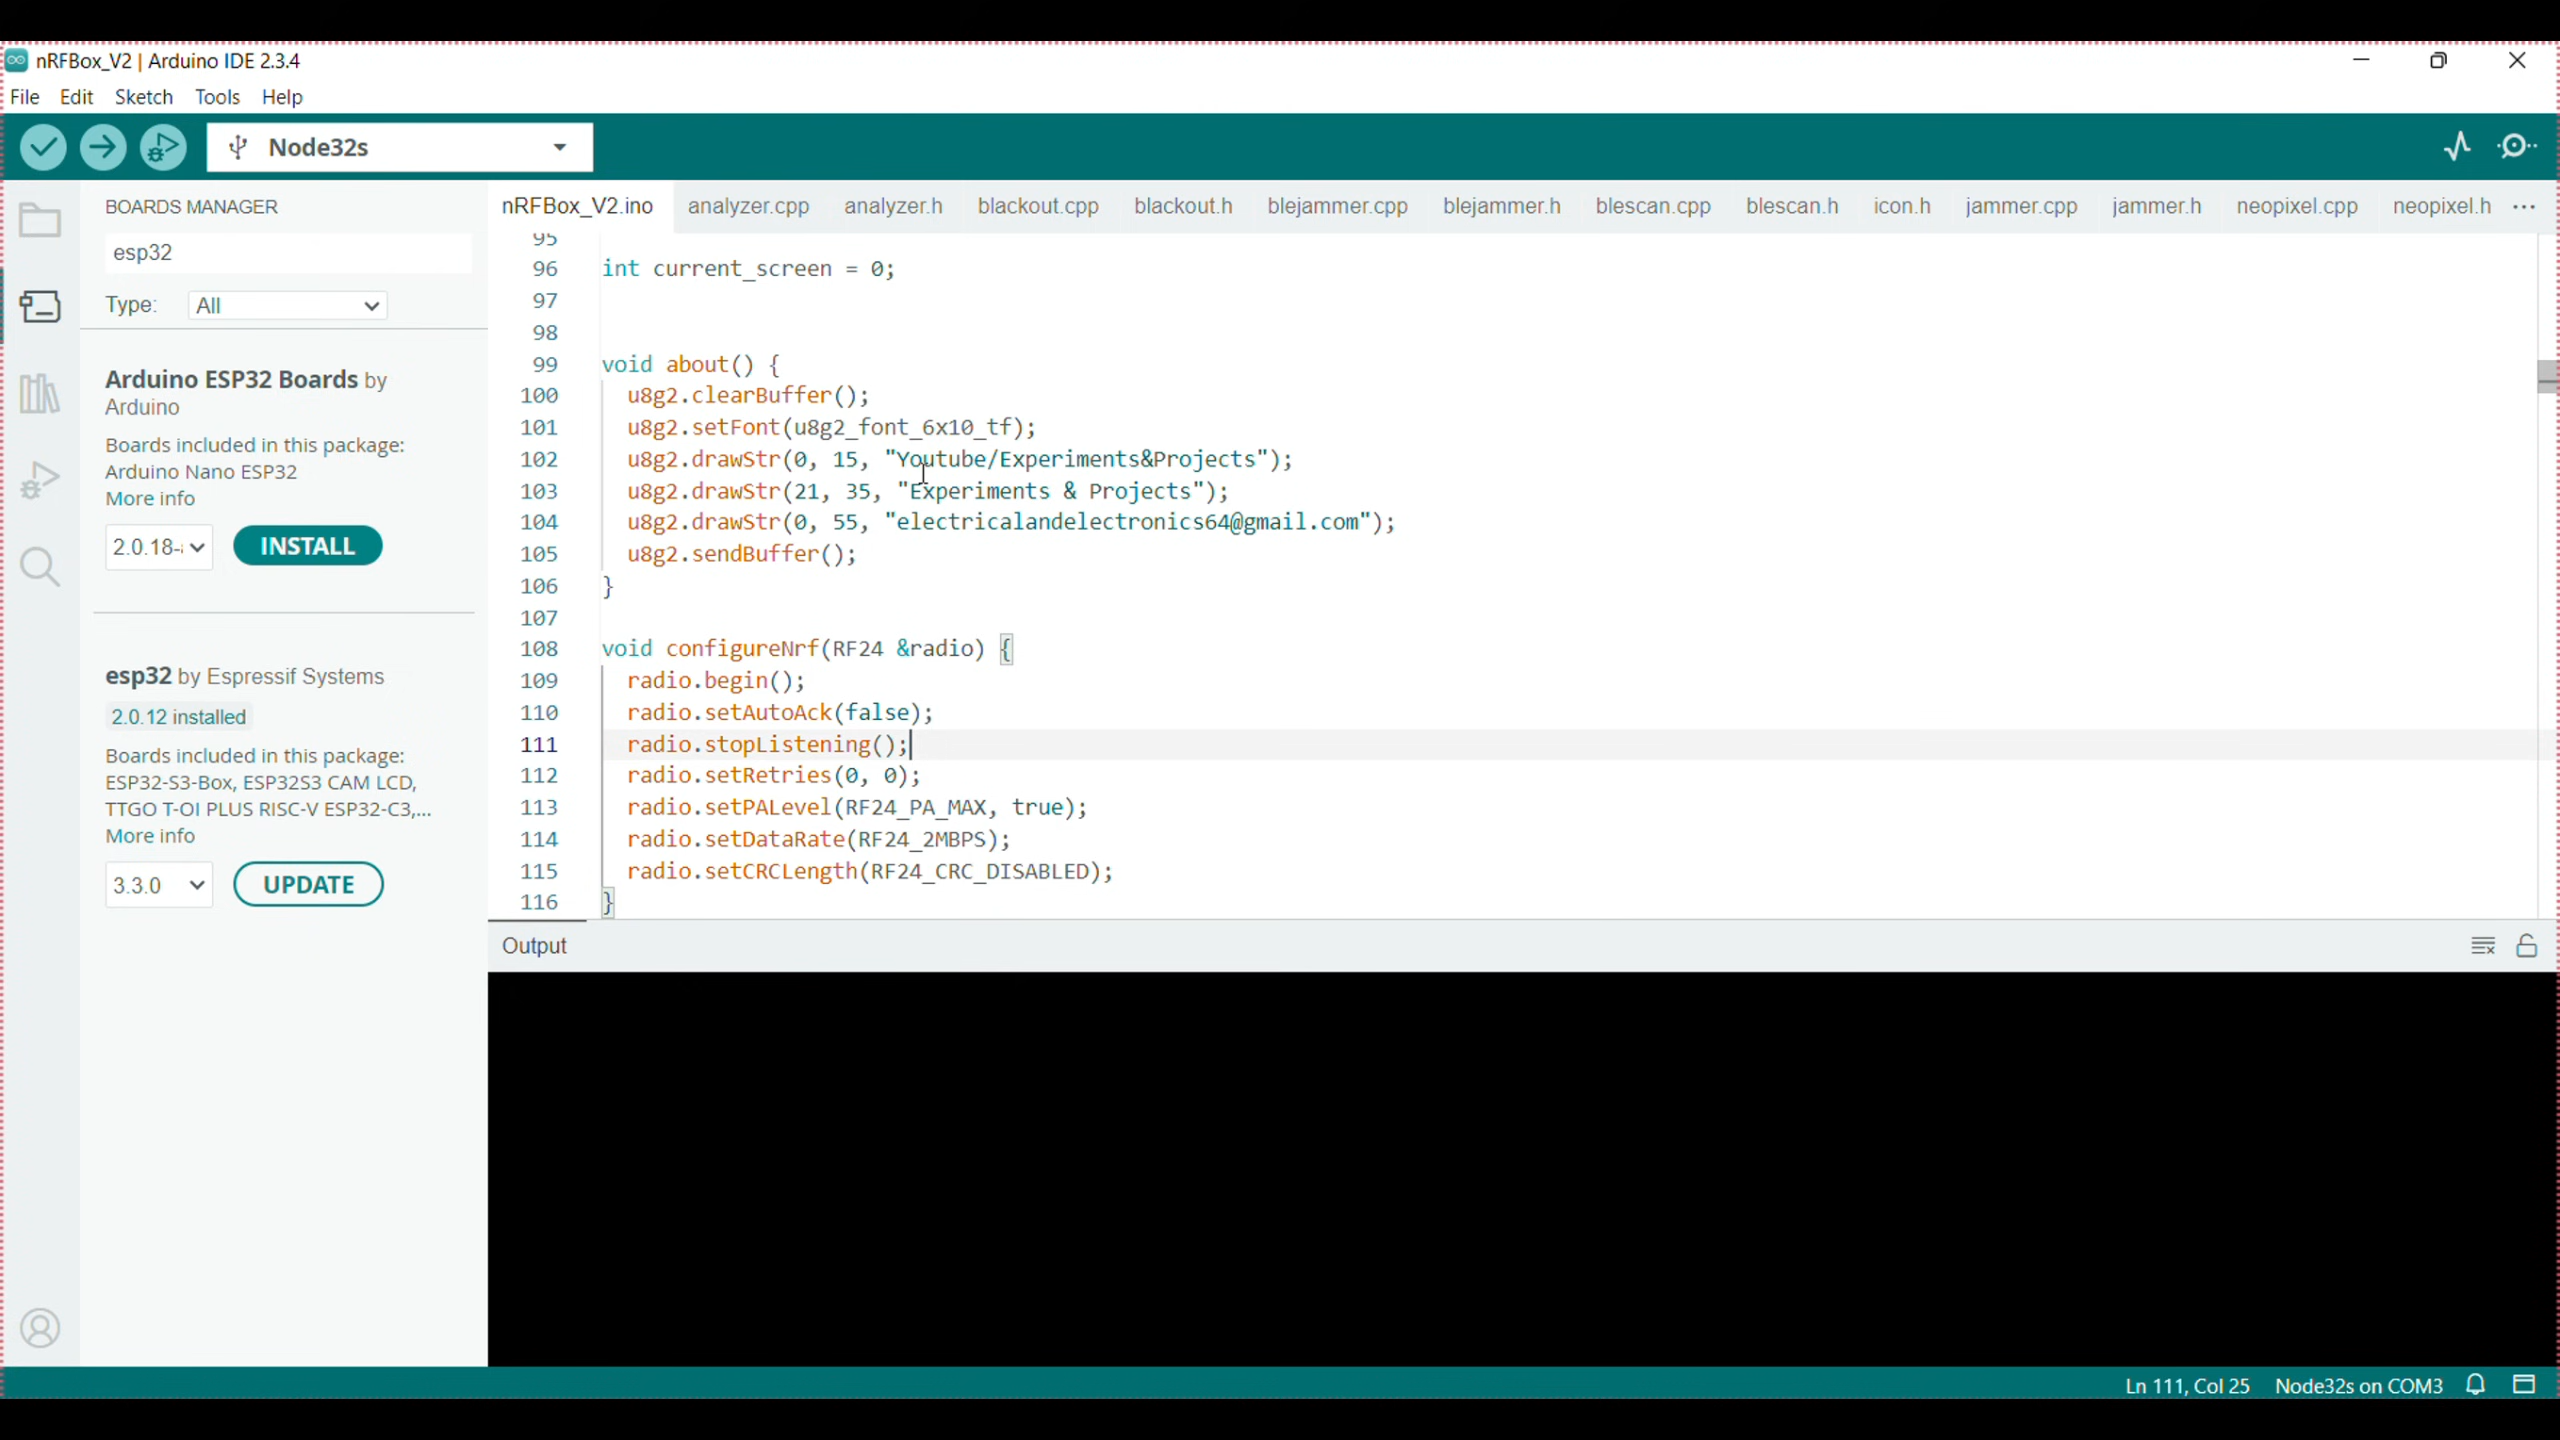 nRFBox_V2 | Arduino IDE 2.3.4
File Edit Sketch Tools Help
Node32s
BOARDS MANAGER
esp32
Type: All
Arduino ESP32 Boards by
Arduino
Boards included in this package:
Arduino Nano ESP32
More info
2.0.18- INSTALL
esp32 by Espressif Systems
2.0.12 installed
Boards included in this package:
ESP32-S3-Box, ESP32S3 CAM LCD,
TTGO T-OI PLUS RISC-V ESP32-C3,...
More info
3.3.0 UPDATE
nRFBox_V2.ino analyzer.cpp analyzer.h blackout.cpp blackout.h blejammer.cpp blejammer.h blescan.cpp blescan.h icon.h jammer.cpp jammer.h neopixel.cpp neopixel.h ...
95
96 int current_screen = 0;
97
98
99 void about() {
100 u8g2.clearBuffer();
101 u8g2.setFont(u8g2_font_6x10_tf);
102 u8g2.drawStr(0, 15, "Youtube/Experiments&Projects");
103 u8g2.drawStr(21, 35, "Experiments & Projects");
104 u8g2.drawStr(0, 55, "electricalandelectronics64@gmail.com");
105 u8g2.sendBuffer();
106 }
107
108 void configureNrf(RF24 &radio) {
109 radio.begin();
110 radio.setAutoAck(false);
111 radio.stopListening();
112 radio.setRetries(0, 0);
113 radio.setPALevel(RF24_PA_MAX, true);
114 radio.setDataRate(RF24_2MBPS);
115 radio.setCRCLength(RF24_CRC_DISABLED);
116 }
Output
Ln 111, Col 25 Node32s on COM3